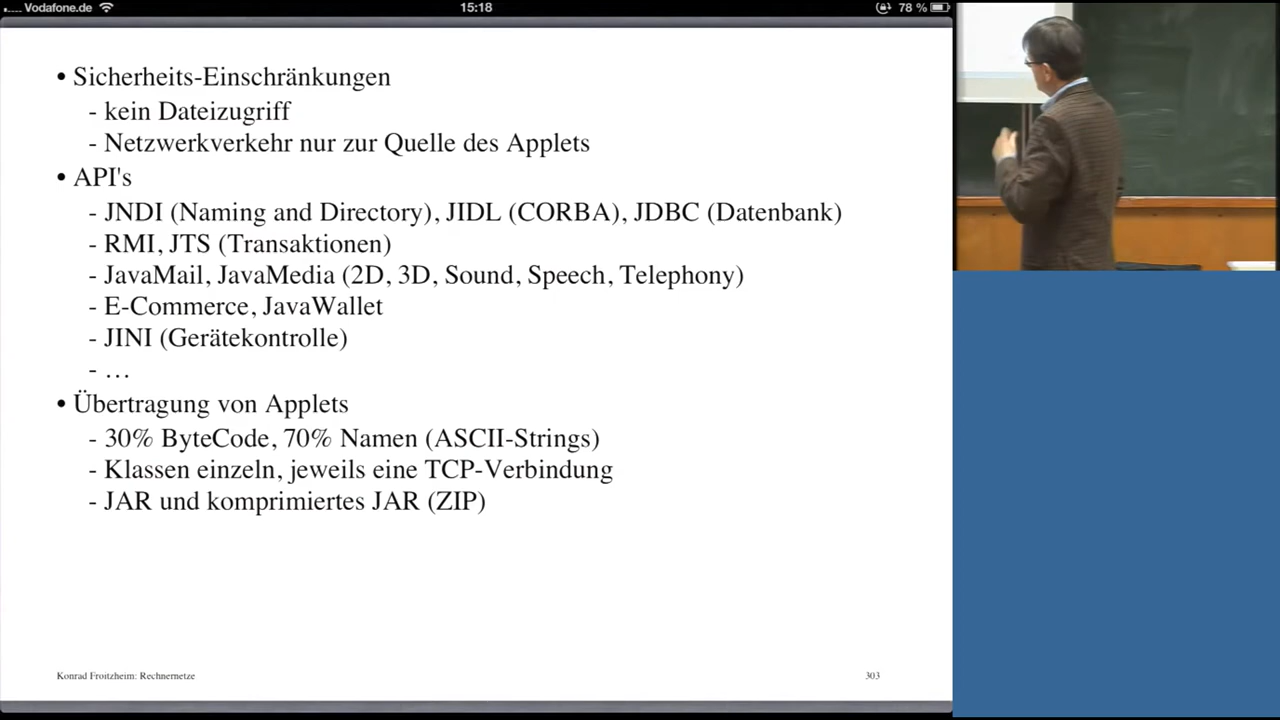 Vodafone.de 15:18 78 %
• Sicherheits-Einschränkungen
- kein Dateizugriff
- Netzwerkverkehr nur zur Quelle des Applets
• API's
- JNDI (Naming and Directory), JIDL (CORBA), JDBC (Datenbank)
- RMI, JTS (Transaktionen)
- JavaMail, JavaMedia (2D, 3D, Sound, Speech, Telephony)
- E-Commerce, JavaWallet
- JINI (Gerätekontrolle)
- …
• Übertragung von Applets
- 30% ByteCode, 70% Namen (ASCII-Strings)
- Klassen einzeln, jeweils eine TCP-Verbindung
- JAR und komprimiertes JAR (ZIP)
Konrad Froitzheim: Rechnernetze 303